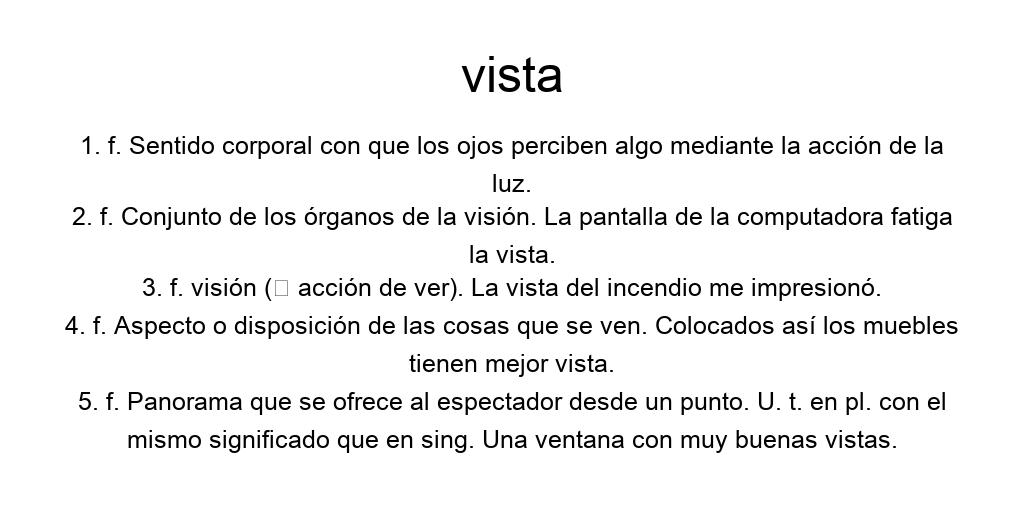 vista
1. f. Sentido corporal con que los ojos perciben algo mediante la acción de la
luz.
2. f. Conjunto de los órganos de la visión. La pantalla de la computadora fatiga
la vista.
3. f. visión (□ acción de ver). La vista del incendio me impresionó.
4. f. Aspecto o disposición de las cosas que se ven. Colocados así los muebles
tienen mejor vista.
5. f. Panorama que se ofrece al espectador desde un punto. U. t. en pl. con el
mismo significado que en sing. Una ventana con muy buenas vistas.